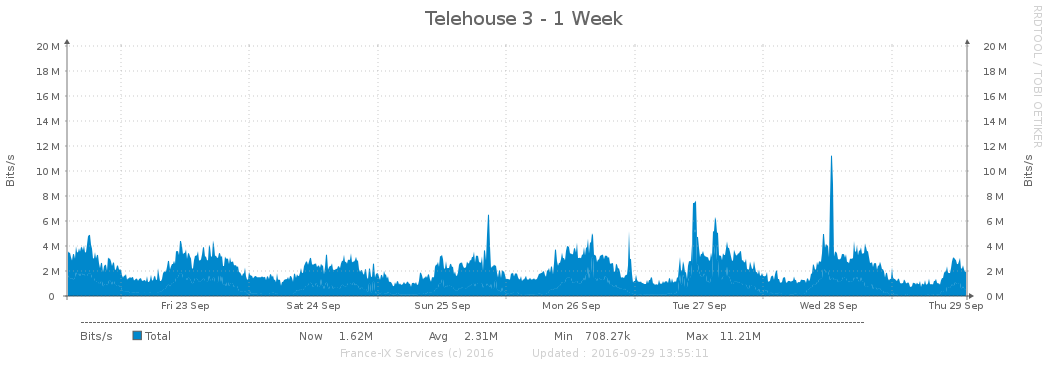 Telehouse 3 - 1 Week
RRDTOOL / TOBI OETIKER
Bits/s
Bits/s
20 M 20 M
18 M 18 M
16 M 16 M
14 M 14 M
12 M 12 M
10 M 10 M
8 M 8 M
6 M 6 M
4 M 4 M
2 M 2 M
0 0 M
Fri 23 Sep Sat 24 Sep Sun 25 Sep Mon 26 Sep Tue 27 Sep Wed 28 Sep Thu 29 Sep
Bits/s Total Now 1.62M Avg 2.31M Min 708.27k Max 11.21M
France-IX Services (c) 2016 Updated : 2016-09-29 13:55:11